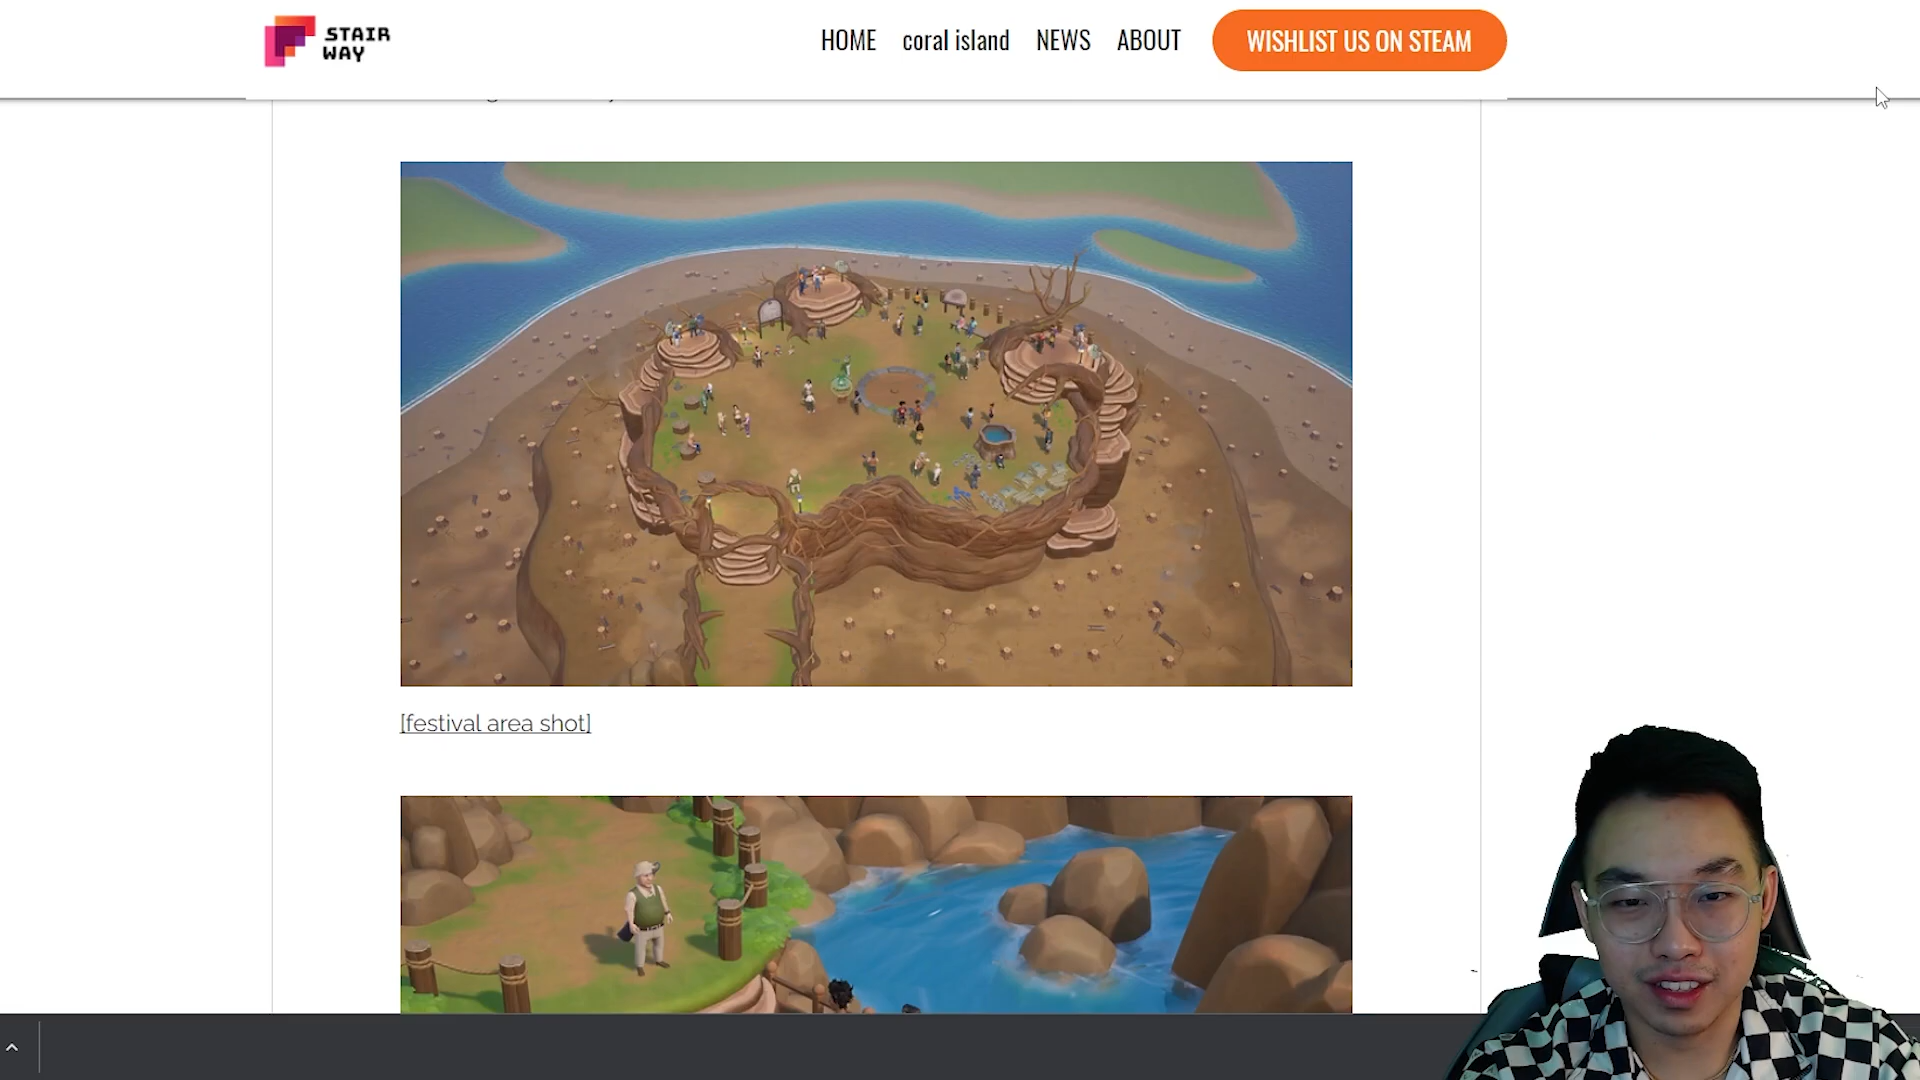 STAIR
WAY
HOME
coral island
NEWS
ABOUT
WISHLIST US ON STEAM
[festival area shot]